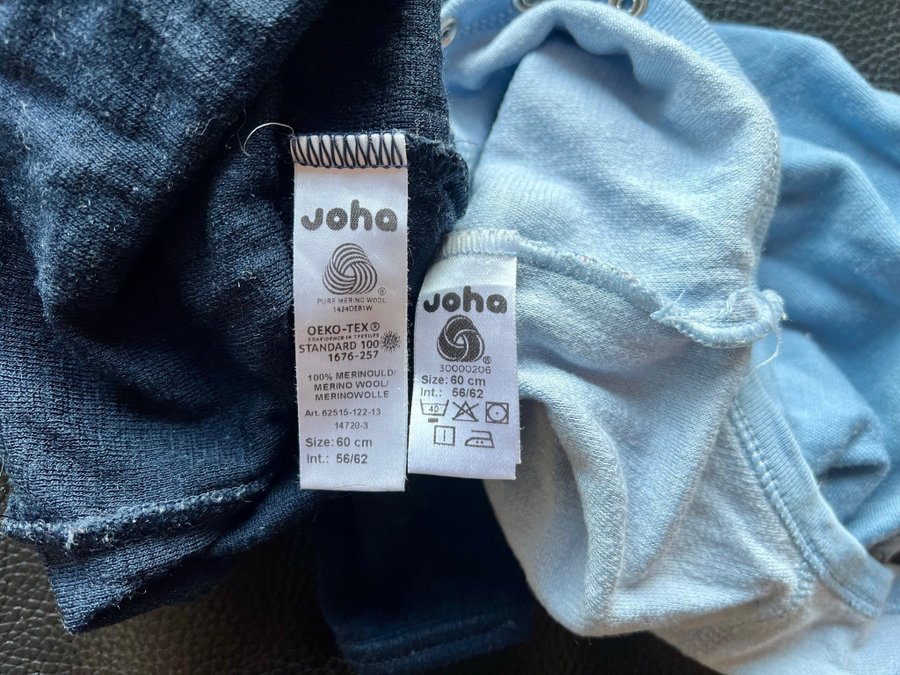 Joha
®
PURE MERINO WOOL
1424DE81W
OEKO-TEX®
CONFIDENCE IN TEXTILES
STANDARD 100
1676-257
100% MERINOULD/
MERINO WOOL/
MERINOWOLLE
Art. 62515-122-13
14720-3
Size: 60 cm
Int.: 56/62
Joha
®
30000206
Size: 60 cm
Int.: 56/62
40